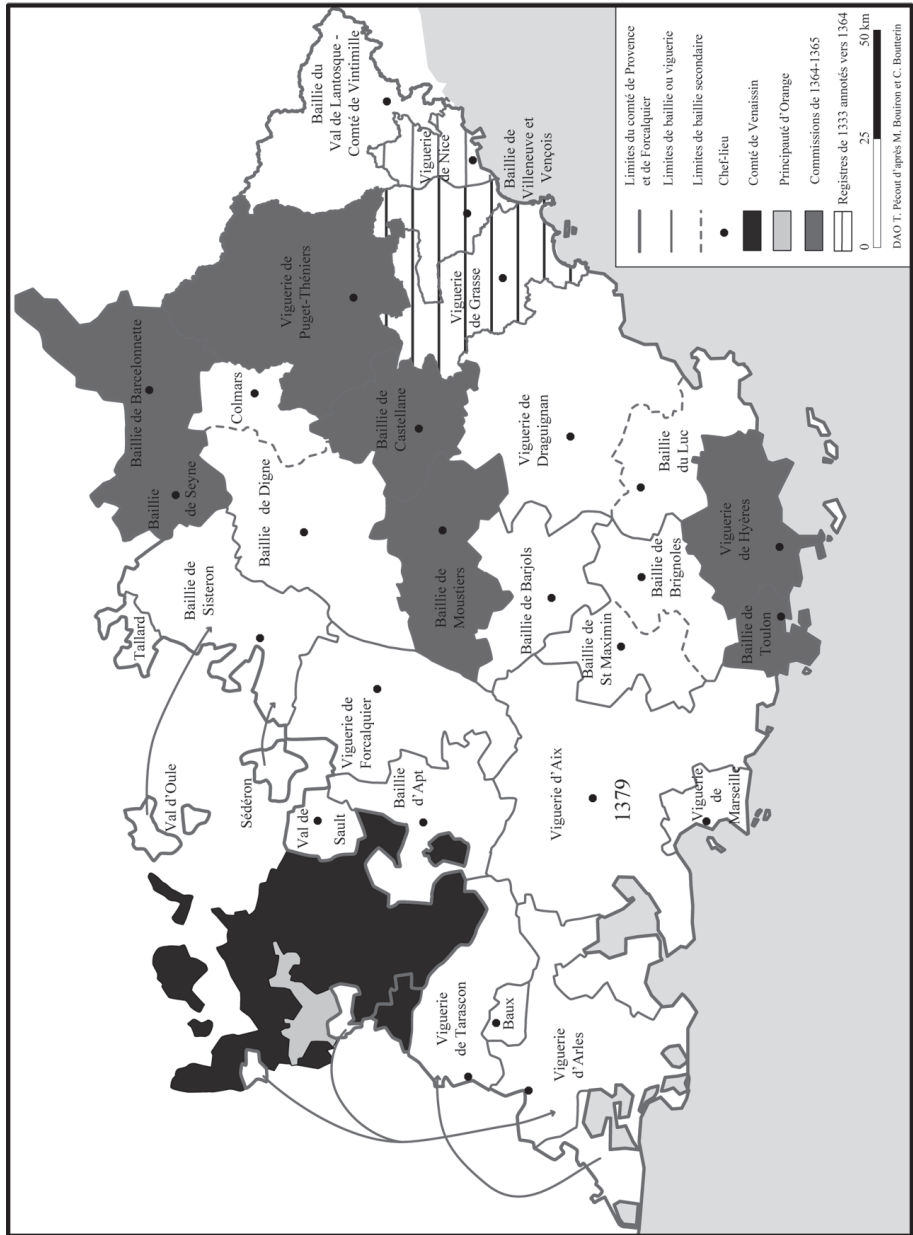 Tallard
Val d'Oule
Sédéron
Baillie de
Sisteron
Baillie
de Seyne
Baillie de Barcelonnette
Colmars
Baillie de Digne
Viguerie de
Puget-Théniers
Baillie du
Val de Lantosque -
Comté de Vintimille
Viguerie
de Nice
Baillie de
Villeneuve et
Vençois
Viguerie
de Grasse
Baillie de
Castellane
Baillie de
Moustiers
Viguerie de
Forcalquier
Val de
Sault
Baillie
d'Apt
Viguerie
de Tarascon
Baux
Viguerie
d'Arles
Viguerie d'Aix
1379
Viguerie
de
Marseille
Baillie de Barjols
Baillie de
St Maximin
Baillie de
Brignoles
Viguerie de
Draguignan
Baillie
du Luc
Viguerie
de Hyères
Baillie de
Toulon
Limites du comté de Provence
et de Forcalquier
Limites de baillie ou viguerie
Limites de baillie secondaire
Chef-lieu
Comté de Venaissin
Principauté d'Orange
Commissions de 1364-1365
Registres de 1333 annotés vers 1364
0 25 50 km
DAO T. Pécout d'après M. Bouiron et C. Boutterin